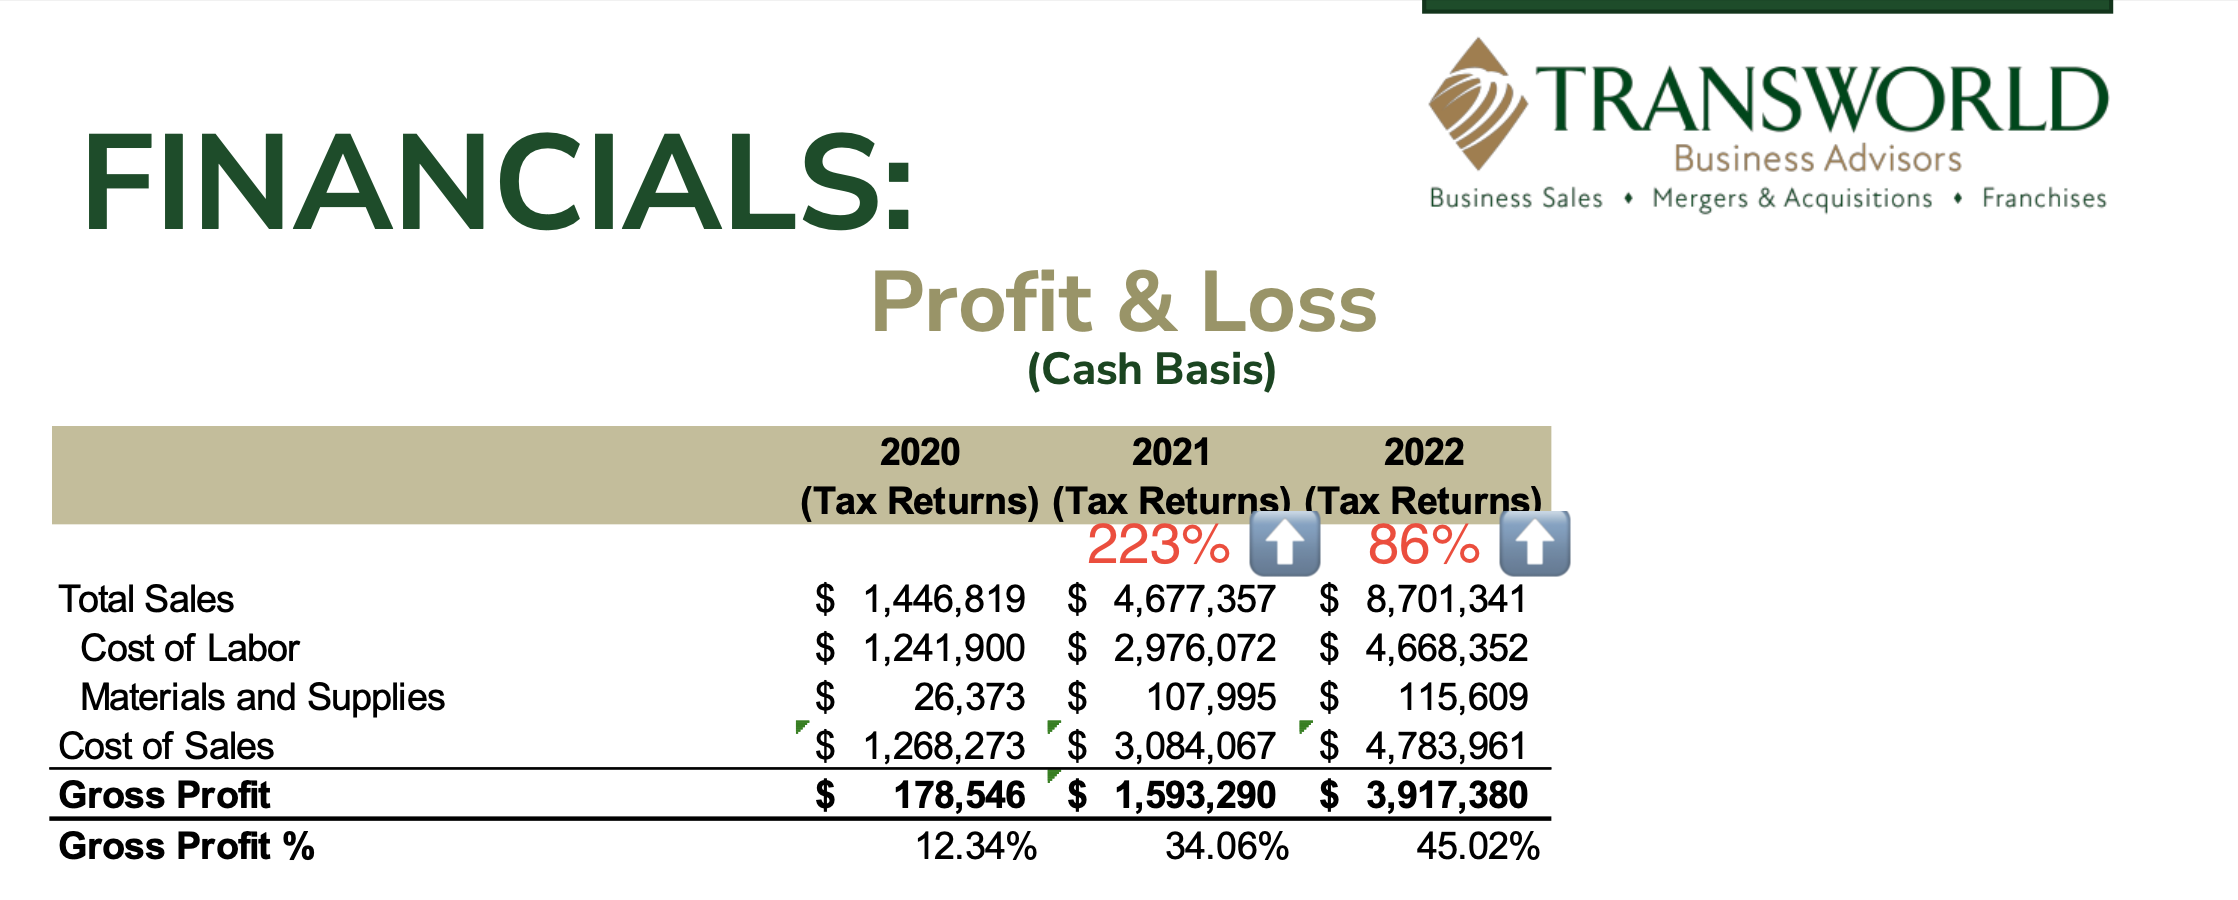 TRANSWORLD
Business Advisors
Business Sales ♦ Mergers & Acquisitions ♦ Franchises
FINANCIALS:
Profit & Loss
(Cash Basis)
2020 2021 2022
(Tax Returns) (Tax Returns) (Tax Returns)
223% 86%
Total Sales $ 1,446,819 $ 4,677,357 $ 8,701,341
Cost of Labor $ 1,241,900 $ 2,976,072 $ 4,668,352
Materials and Supplies $ 26,373 $ 107,995 $ 115,609
Cost of Sales $ 1,268,273 $ 3,084,067 $ 4,783,961
Gross Profit $ 178,546 $ 1,593,290 $ 3,917,380
Gross Profit % 12.34% 34.06% 45.02%